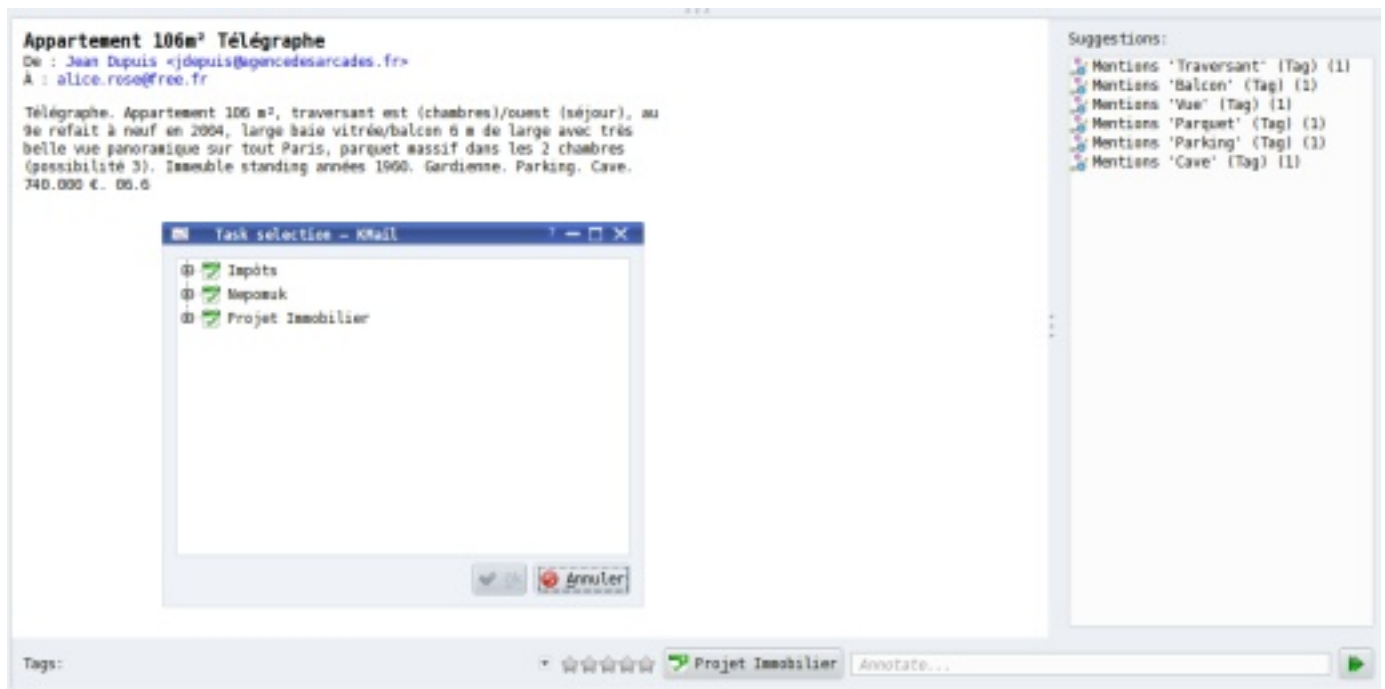 Appartement 106m² Télégraphe
De : Jean Dupuis <jdepuis@agencedesarcades.fr>
À : alice.rose@free.fr
Télégraphe. Appartement 106 m², traversant est (chambres)/ouest (séjour), au
9e refait à neuf en 2004, large baie vitrée/balcon 6 m de large avec très
belle vue panoramique sur tout Paris, parquet massif dans les 2 chambres
(possibilité 3). Immeuble standing années 1960. Gardienne. Parking. Cave.
740.000 €. 06.6
Task selection – KMail
Impôts
Nepomuk
Projet Immobilier
Ok
Annuler
Suggestions:
Mentions 'Traversant' (Tag) (1)
Mentions 'Balcon' (Tag) (1)
Mentions 'Vue' (Tag) (1)
Mentions 'Parquet' (Tag) (1)
Mentions 'Parking' (Tag) (1)
Mentions 'Cave' (Tag) (1)
Tags:
Projet Immobilier
Annotate...